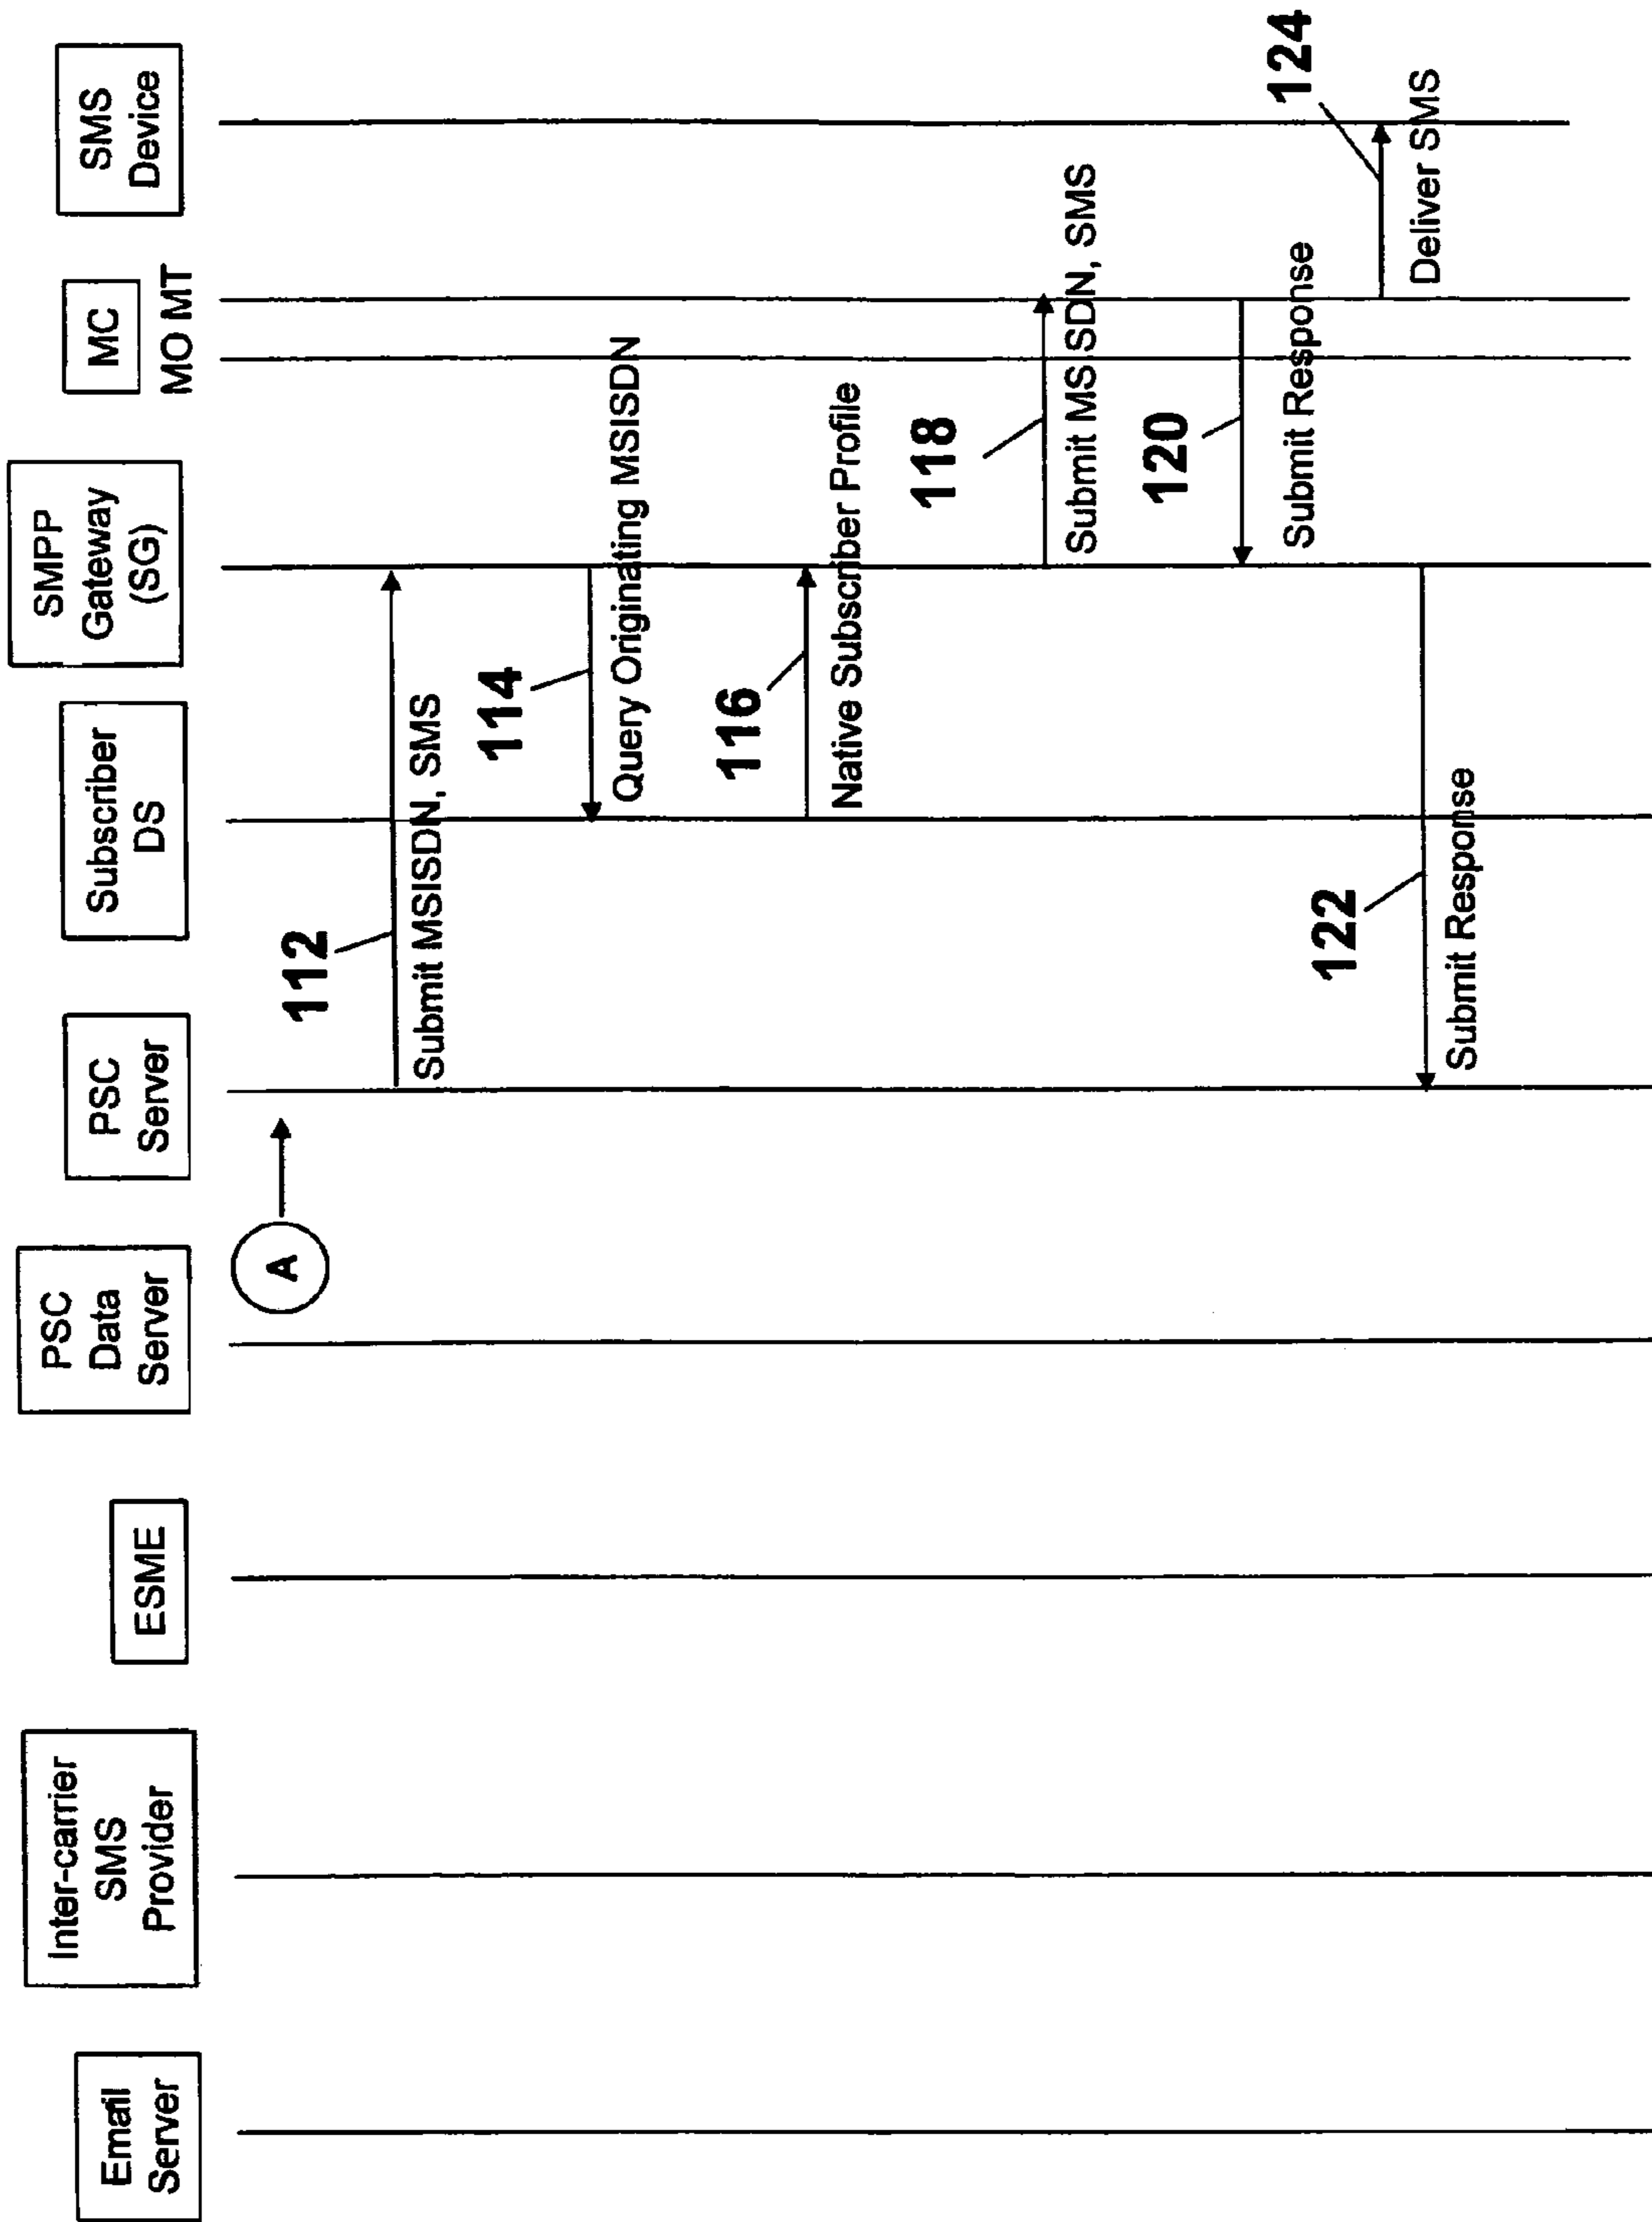 Email
Server
Inter-carrier
SMS
Provider
ESME
PSC
Data
Server
PSC
Server
Subscriber
DS
SMPP
Gateway
(SG)
MC
MO MT
SMS
Device
A
112
Submit MSISDN, SMS
114
Query Originating MSISDN
116
Native Subscriber Profile
118
Submit MSISDN, SMS
120
Submit Response
124
Deliver SMS
122
Submit Response